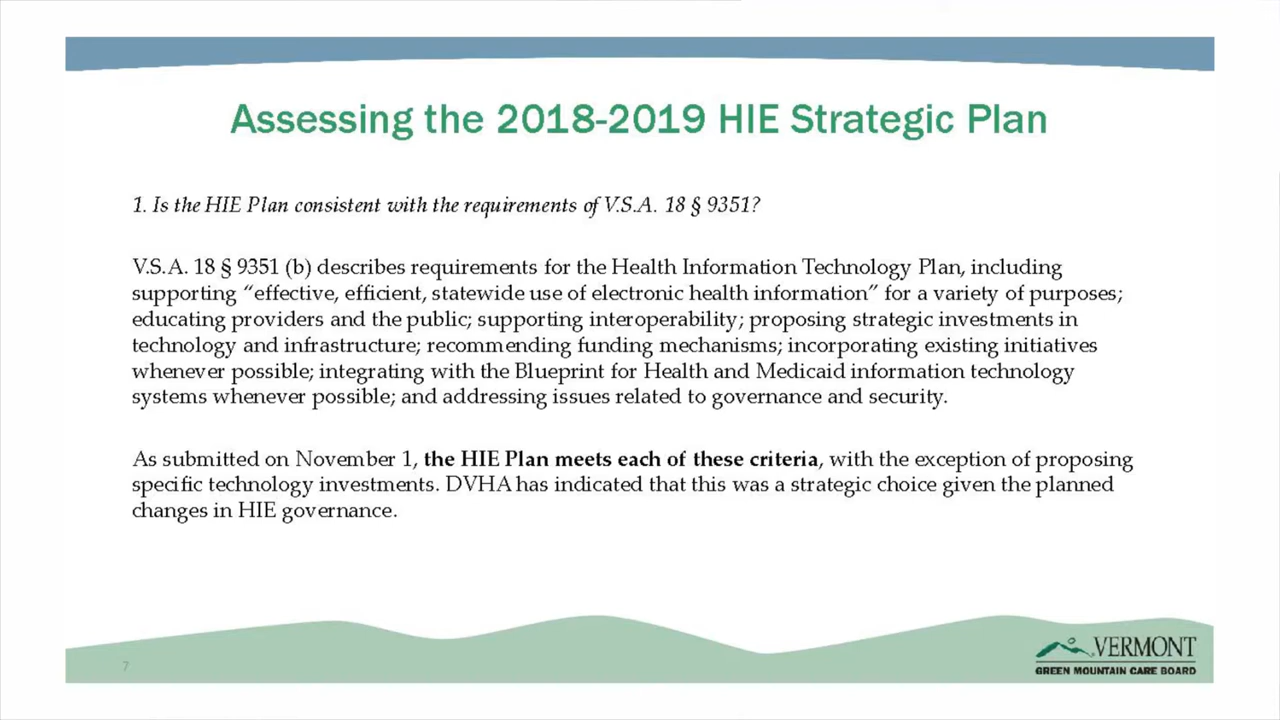 Assessing the 2018-2019 HIE Strategic Plan
1. Is the HIE Plan consistent with the requirements of V.S.A. 18 § 9351?
V.S.A. 18 § 9351 (b) describes requirements for the Health Information Technology Plan, including
supporting “effective, efficient, statewide use of electronic health information” for a variety of purposes;
educating providers and the public; supporting interoperability; proposing strategic investments in
technology and infrastructure; recommending funding mechanisms; incorporating existing initiatives
whenever possible; integrating with the Blueprint for Health and Medicaid information technology
systems whenever possible; and addressing issues related to governance and security.
As submitted on November 1, the HIE Plan meets each of these criteria, with the exception of proposing
specific technology investments. DVHA has indicated that this was a strategic choice given the planned
changes in HIE governance.
7
VERMONT
GREEN MOUNTAIN CARE BOARD